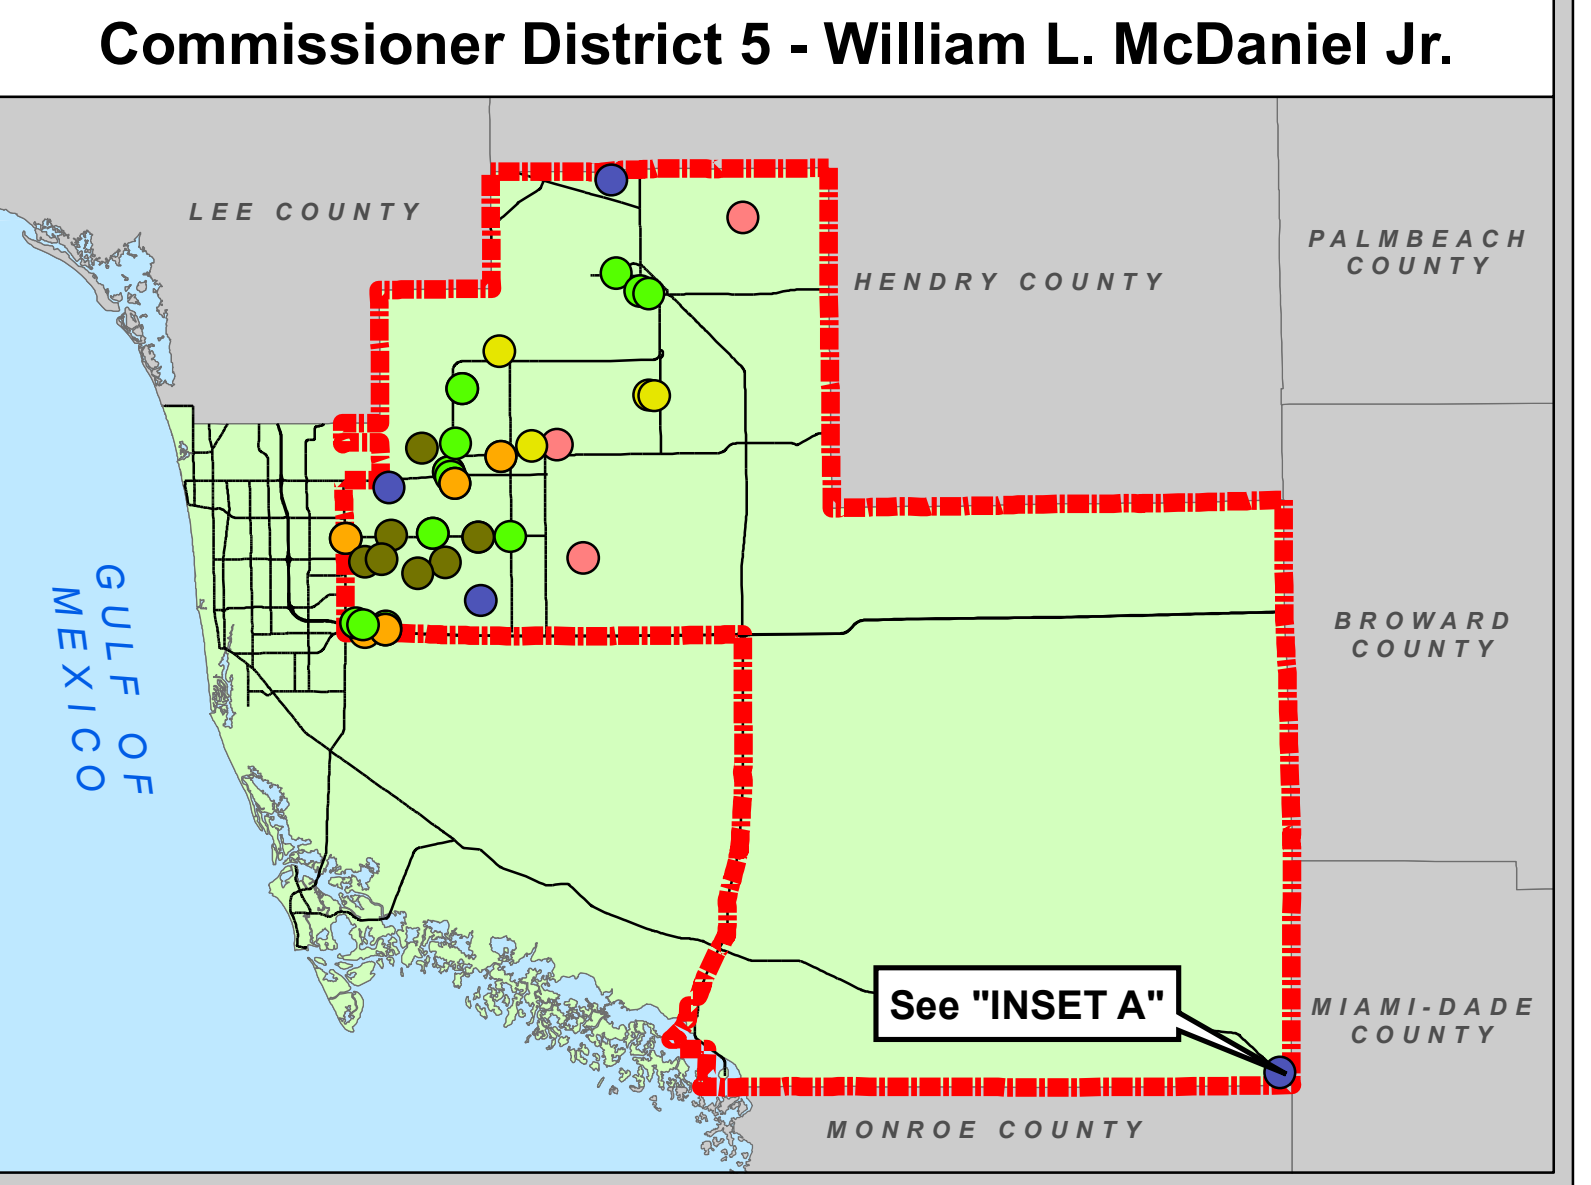 Commissioner District 5 - William L. McDaniel Jr.
LEE COUNTY
PALMBEACH
COUNTY
HENDRY COUNTY
GULF OF
MEXICO
BROWARD
COUNTY
See "INSET A"
MIAMI-DADE
COUNTY
MONROE COUNTY